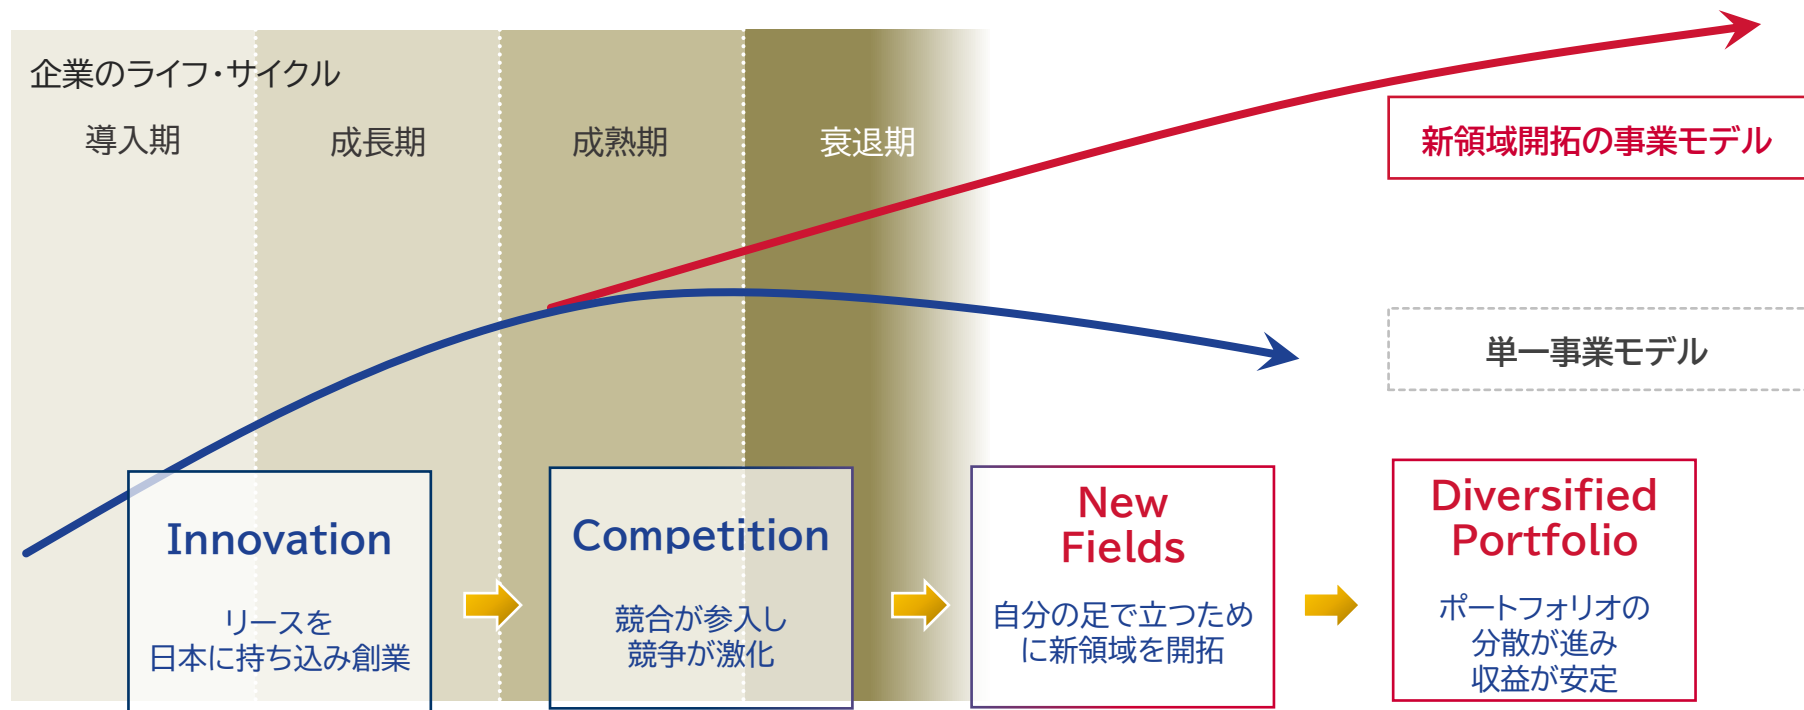 企業のライフ・サイクル
導入期
成長期
成熟期
衰退期
新領域開拓の事業モデル
単一事業モデル
Innovation
リースを
日本に持ち込み創業
Competition
競合が参入し
競争が激化
New
Fields
自分の足で立つため
に新領域を開拓
Diversified
Portfolio
ポートフォリオの
分散が進み
収益が安定